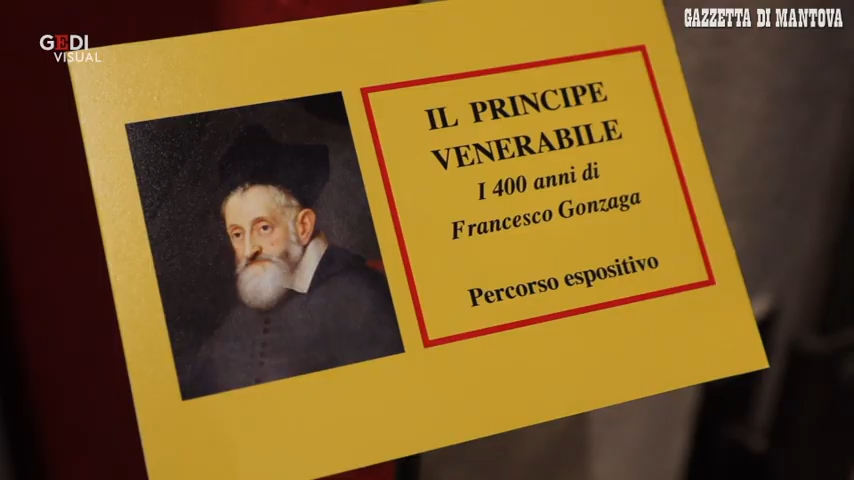 GEDI
VISUAL
GAZZETTA DI MANTOVA
IL PRINCIPE
VENERABILE
I 400 anni di
Francesco Gonzaga
Percorso espositivo